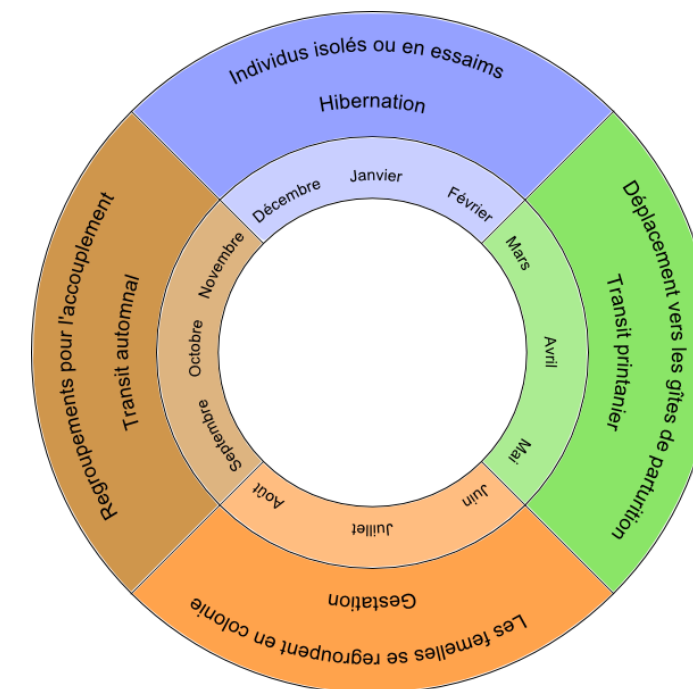 Individus isolés ou en essaims
Hibernation
Décembre
Janvier
Février
Déplacement vers les gîtes de parturition
Transit printanier
Mars
Avril
Mai
Les femelles se regroupent en colonie
Gestation
Juin
Juillet
Août
Regroupements pour l'accouplement
Transit automnal
Septembre
Octobre
Novembre